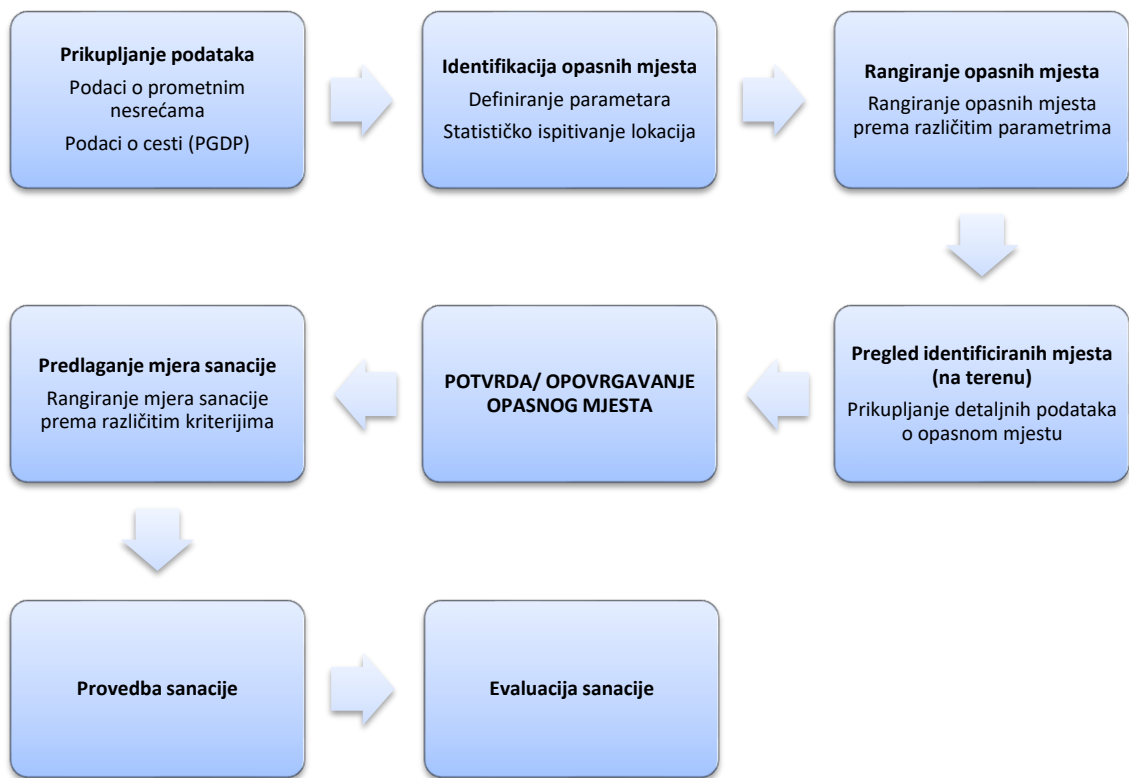 Prikupljanje podataka
Podaci o prometnim
nesrećama
Podaci o cesti (PGDP)
Identifikacija opasnih mjesta
Definiranje parametara
Statističko ispitivanje lokacija
Rangiranje opasnih mjesta
Rangiranje opasnih mjesta
prema različitim parametrima
Pregled identificiranih mjesta
(na terenu)
Prikupljanje detaljnih podataka
o opasnom mjestu
POTVRDA/ OPOVRGAVANJE
OPASNOG MJESTA
Predlaganje mjera sanacije
Rangiranje mjera sanacije
prema različitim kriterijima
Provedba sanacije
Evaluacija sanacije